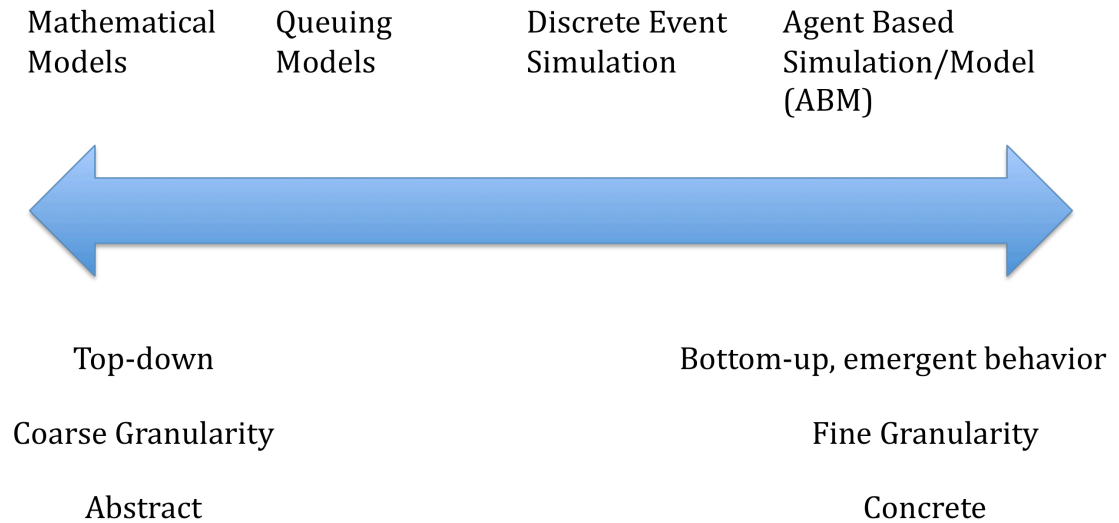 Mathematical
Models
Queuing
Models
Discrete Event
Simulation
Agent Based
Simulation/Model
(ABM)
Top-down
Bottom-up, emergent behavior
Coarse Granularity
Fine Granularity
Abstract
Concrete